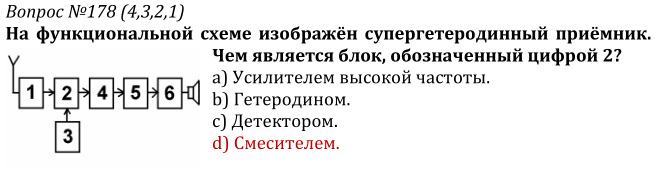 Вопрос №178 (4,3,2,1)
На функциональной схеме изображён супергетеродинный приёмник.
Чем является блок, обозначенный цифрой 2?
1 2 4 5 6
3
a) Усилителем высокой частоты.
b) Гетеродином.
c) Детектором.
d) Смесителем.